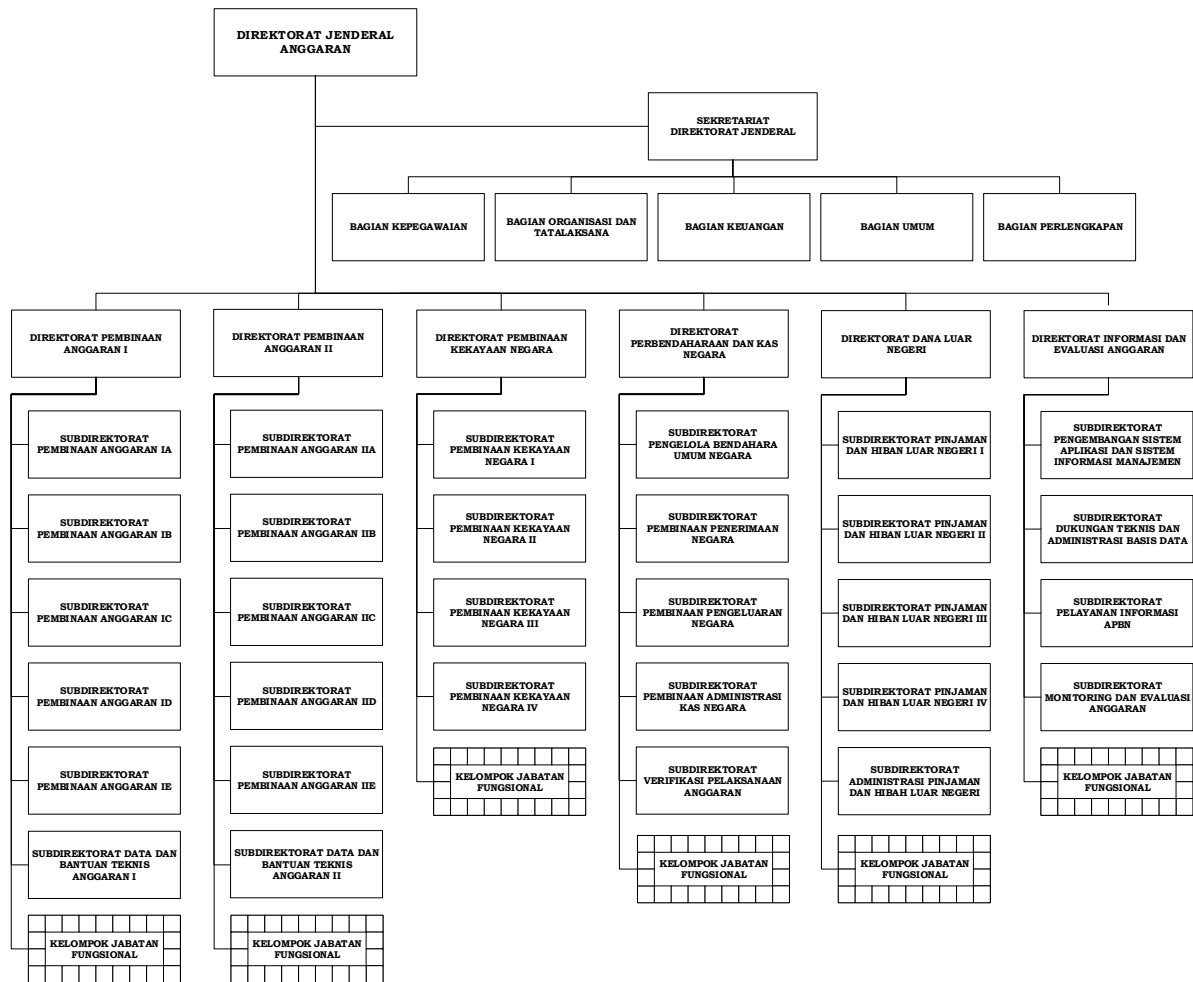 DIREKTORAT JENDERAL
ANGGARAN
SEKRETARIAT
DIREKTORAT JENDERAL
BAGIAN KEPEGAWAIAN
BAGIAN ORGANISASI DAN
TATALAKSANA
BAGIAN KEUANGAN
BAGIAN UMUM
BAGIAN PERLENGKAPAN
DIREKTORAT PEMBINAAN
ANGGARAN I
DIREKTORAT PEMBINAAN
ANGGARAN II
DIREKTORAT PEMBINAAN
KEKAYAAN NEGARA
DIREKTORAT
PERBENDAHARAAN DAN KAS
NEGARA
DIREKTORAT DANA LUAR
NEGERI
DIREKTORAT INFORMASI DAN
EVALUASI ANGGARAN
SUBDIREKTORAT
PEMBINAAN ANGGARAN IA
SUBDIREKTORAT
PEMBINAAN ANGGARAN IB
SUBDIREKTORAT
PEMBINAAN ANGGARAN IC
SUBDIREKTORAT
PEMBINAAN ANGGARAN ID
SUBDIREKTORAT
PEMBINAAN ANGGARAN IE
SUBDIREKTORAT DATA DAN
BANTUAN TEKNIS
ANGGARAN I
KELOMPOK JABATAN
FUNGSIONAL
SUBDIREKTORAT
PEMBINAAN ANGGARAN IIA
SUBDIREKTORAT
PEMBINAAN ANGGARAN IIB
SUBDIREKTORAT
PEMBINAAN ANGGARAN IIC
SUBDIREKTORAT
PEMBINAAN ANGGARAN IID
SUBDIREKTORAT
PEMBINAAN ANGGARAN IIE
SUBDIREKTORAT DATA DAN
BANTUAN TEKNIS
ANGGARAN II
KELOMPOK JABATAN
FUNGSIONAL
SUBDIREKTORAT
PEMBINAAN KEKAYAAN
NEGARA I
SUBDIREKTORAT
PEMBINAAN KEKAYAAN
NEGARA II
SUBDIREKTORAT
PEMBINAAN KEKAYAAN
NEGARA III
SUBDIREKTORAT
PEMBINAAN KEKAYAAN
NEGARA IV
KELOMPOK JABATAN
FUNGSIONAL
SUBDIREKTORAT
PENGELOLA BENDAHARA
UMUM NEGARA
SUBDIREKTORAT
PEMBINAAN PENERIMAAN
NEGARA
SUBDIREKTORAT
PEMBINAAN PENGELUARAN
NEGARA
SUBDIREKTORAT
PEMBINAAN ADMINISTRASI
KAS NEGARA
SUBDIREKTORAT
VERIFIKASI PELAKSANAAN
ANGGARAN
KELOMPOK JABATAN
FUNGSIONAL
SUBDIREKTORAT PINJAMAN
DAN HIBAN LUAR NEGERI I
SUBDIREKTORAT PINJAMAN
DAN HIBAN LUAR NEGERI II
SUBDIREKTORAT PINJAMAN
DAN HIBAN LUAR NEGERI III
SUBDIREKTORAT PINJAMAN
DAN HIBAN LUAR NEGERI IV
SUBDIREKTORAT
ADMINISTRASI PINJAMAN
DAN HIBAH LUAR NEGERI
KELOMPOK JABATAN
FUNGSIONAL
SUBDIREKTORAT
PENGEMBANGAN SISTEM
APLIKASI DAN SISTEM
INFORMASI MANAJEMEN
SUBDIREKTORAT
DUKUNGAN TEKNIS DAN
ADMINISTRASI BASIS DATA
SUBDIREKTORAT
PELAYANAN INFORMASI
APBN
SUBDIREKTORAT
MONITORING DAN EVALUASI
ANGGARAN
KELOMPOK JABATAN
FUNGSIONAL